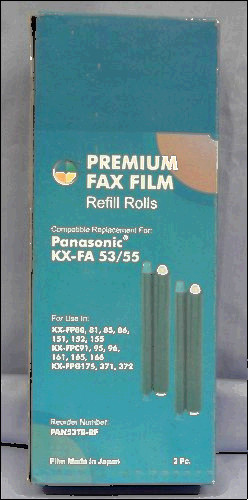 PREMIUM
FAX FILM
Refill Rolls
Compatible Replacement For:
Panasonic®
KX-FA 53/55
For Use In:
KX-FP80, 81, 85, 86,
151, 152, 155
KX-FPC91, 95, 96,
161, 165, 166
KX-FPG175, 371, 372
Reorder Number:
Film Made in Japan
2 Pc.